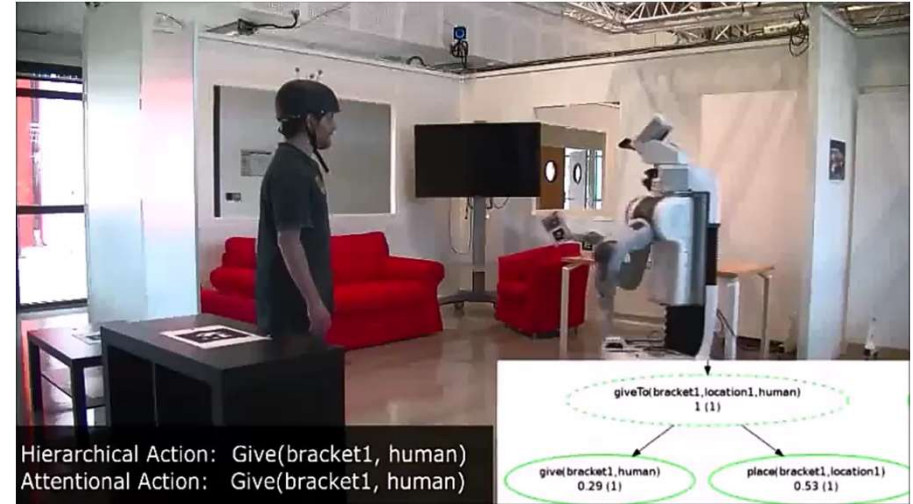 giveTo(bracket1,location1,human)
1 (1)
give(bracket1,human)
0.29 (1)
place(bracket1,location1)
0.53 (1)
Hierarchical Action: Give(bracket1, human)
Attentional Action: Give(bracket1, human)